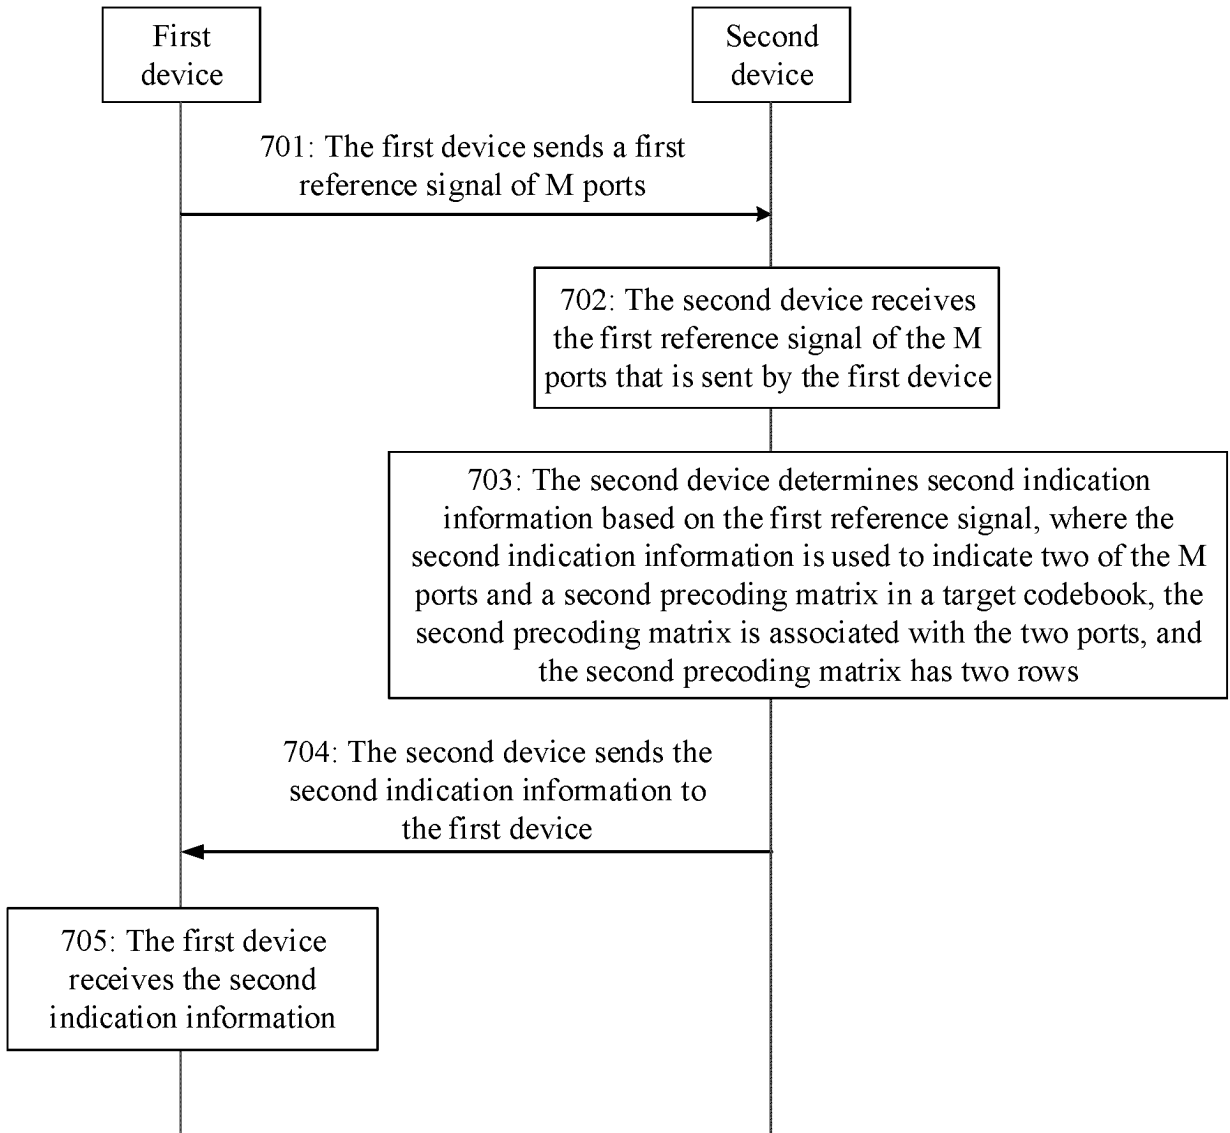 First
device
Second
device
701: The first device sends a first
reference signal of M ports
702: The second device receives
the first reference signal of the M
ports that is sent by the first device
703: The second device determines second indication
information based on the first reference signal, where the
second indication information is used to indicate two of the M
ports and a second precoding matrix in a target codebook, the
second precoding matrix is associated with the two ports, and
the second precoding matrix has two rows
704: The second device sends the
second indication information to
the first device
705: The first device
receives the second
indication information